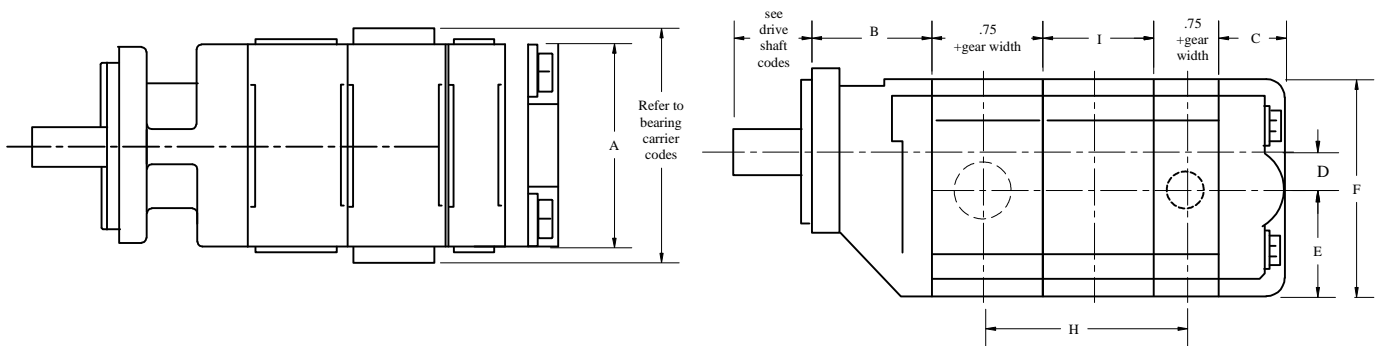 Refer to
bearing
carrier
codes
A
see
drive
shaft
codes
B
.75
+gear width
I
.75
+gear
width
C
D
F
E
H